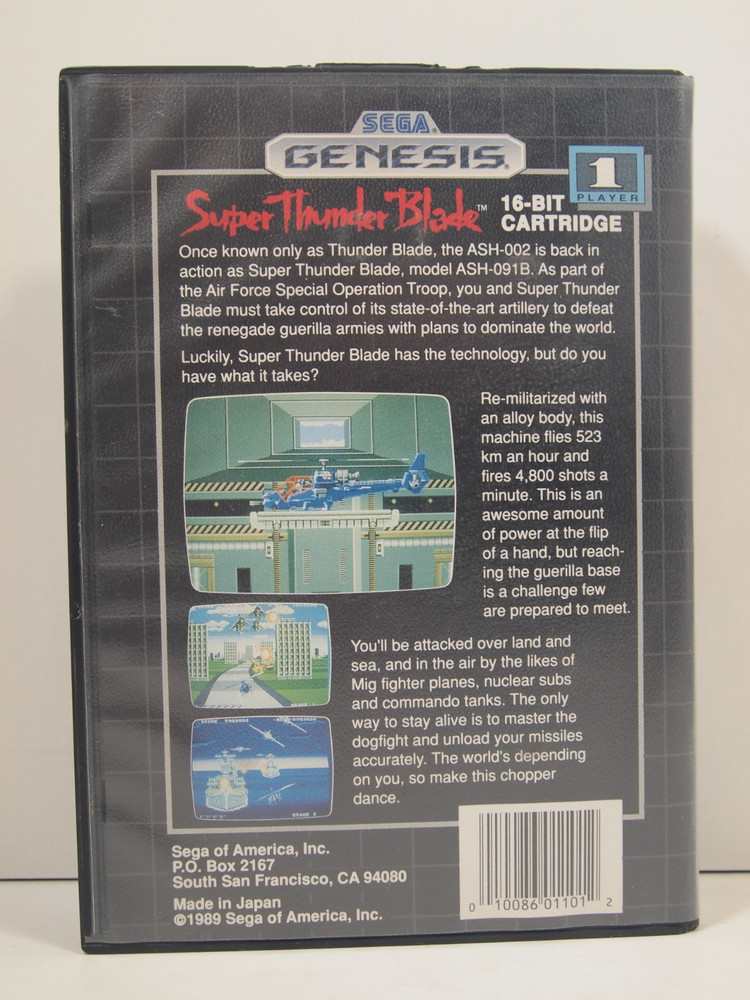 SEGA®
GENESIS®
1
PLAYER
Super Thunder Blade™
16-BIT
CARTRIDGE
Once known only as Thunder Blade, the ASH-002 is back in
action as Super Thunder Blade, model ASH-091B. As part of
the Air Force Special Operation Troop, you and Super Thunder
Blade must take control of its state-of-the-art artillery to defeat
the renegade guerilla armies with plans to dominate the world.
Luckily, Super Thunder Blade has the technology, but do you
have what it takes?
Re-militarized with
an alloy body, this
machine flies 523
km an hour and
fires 4,800 shots a
minute. This is an
awesome amount
of power at the flip
of a hand, but reach-
ing the guerilla base
is a challenge few
are prepared to meet.
You'll be attacked over land and
sea, and in the air by the likes of
Mig fighter planes, nuclear subs
and commando tanks. The only
way to stay alive is to master the
dogfight and unload your missiles
accurately. The world's depending
on you, so make this chopper
dance.
Sega of America, Inc.
P.O. Box 2167
South San Francisco, CA 94080
Made in Japan
©1989 Sega of America, Inc.
0 10086 01101 2